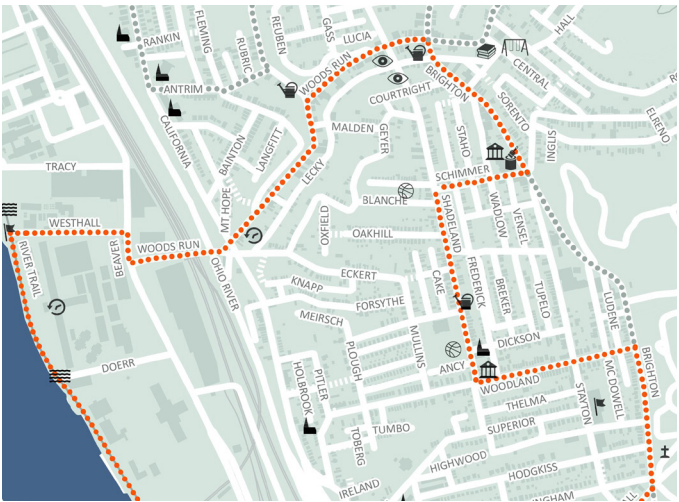 HALL
GASS
REUBEN
LUCIA
FLEMING
RANKIN
RUBRIC
CENTRAL
WOODS RUN
BRIGHTON
ANTRIM
COURTRIGHT
SORENTO
ELRENO
CALIFORNIA
MALDEN
GEYER
STAHO
INGLIS
BAINTON
LANGFITT
LECKY
TRACY
SCHIMMER
MT HOPE
BLANCHE
SHADELAND
WADLOW
VENSEL
OXFIELD
WESTHALL
OAKHILL
RIVER TRAIL
BEAVER
WOODS RUN
OHIO RIVER
ECKERT
CAKE
FREDERICK
BREKER
TUPELO
LUDENE
KNAPP
FORSYTHE
MEIRSCH
MULLINS
PLOUGH
DICKSON
DOERR
ANCY
WOODLAND
BRIGHTON
MC DOWELL
HOLBROOK
PITLER
THELMA
STAYTON
TOBERG
TUMBO
SUPERIOR
HIGHWOOD
HODGKISS
IRELAND
INGHAM
ALL